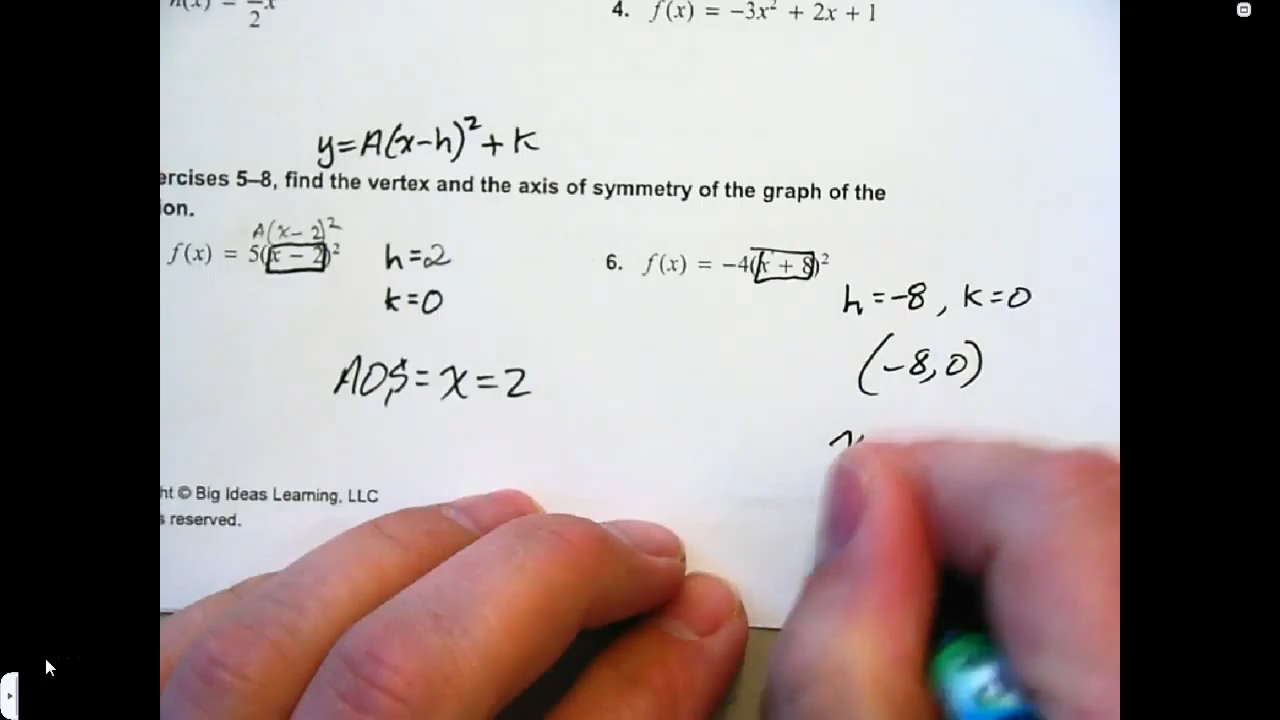 2
4. f(x) = −3x² + 2x + 1
y=A(x-h)²+k
ercises 5–8, find the vertex and the axis of symmetry of the graph of the
ion.
A(x-2)²
f(x) = 5(x − 2)²
h=2
k=0
6. f(x) = −4(x + 8)²
h=-8, k=0
(-8,0)
AOS= x=2
ht © Big Ideas Learning, LLC
s reserved.